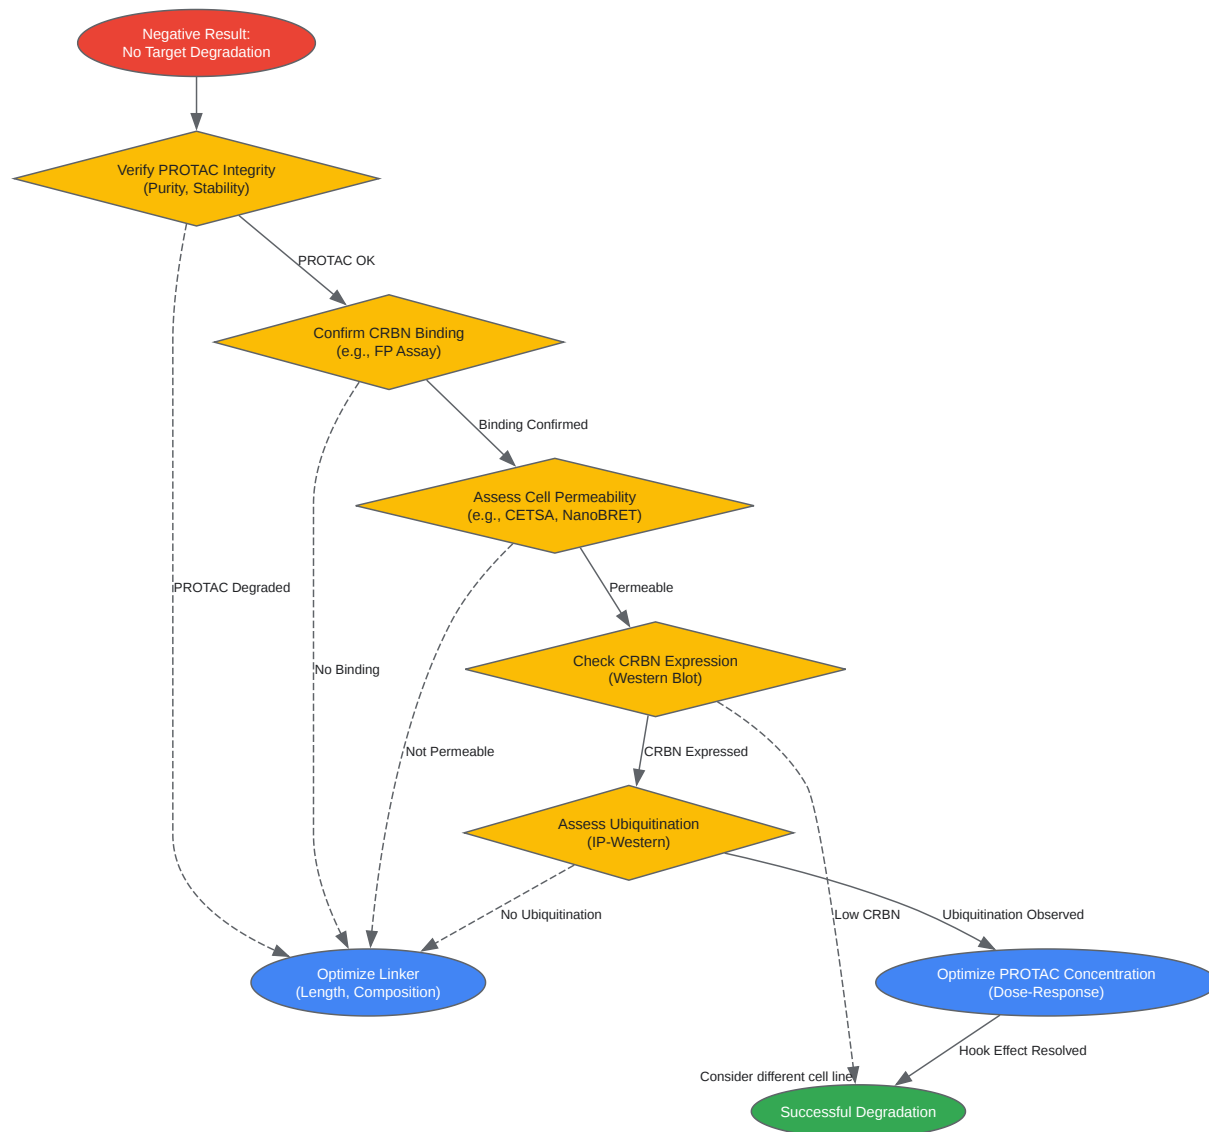 Negative Result:
No Target Degradation
Verify PROTAC Integrity
(Purity, Stability)
PROTAC OK
Confirm CRBN Binding
(e.g., FP Assay)
Binding Confirmed
Assess Cell Permeability
(e.g., CETSA, NanoBRET)
PROTAC Degraded
Permeable
Check CRBN Expression
(Western Blot)
No Binding
Not Permeable
CRBN Expressed
Assess Ubiquitination
(IP-Western)
No Ubiquitination
Low CRBN
Ubiquitination Observed
Optimize Linker
(Length, Composition)
Optimize PROTAC Concentration
(Dose-Response)
Hook Effect Resolved
Consider different cell line
Successful Degradation